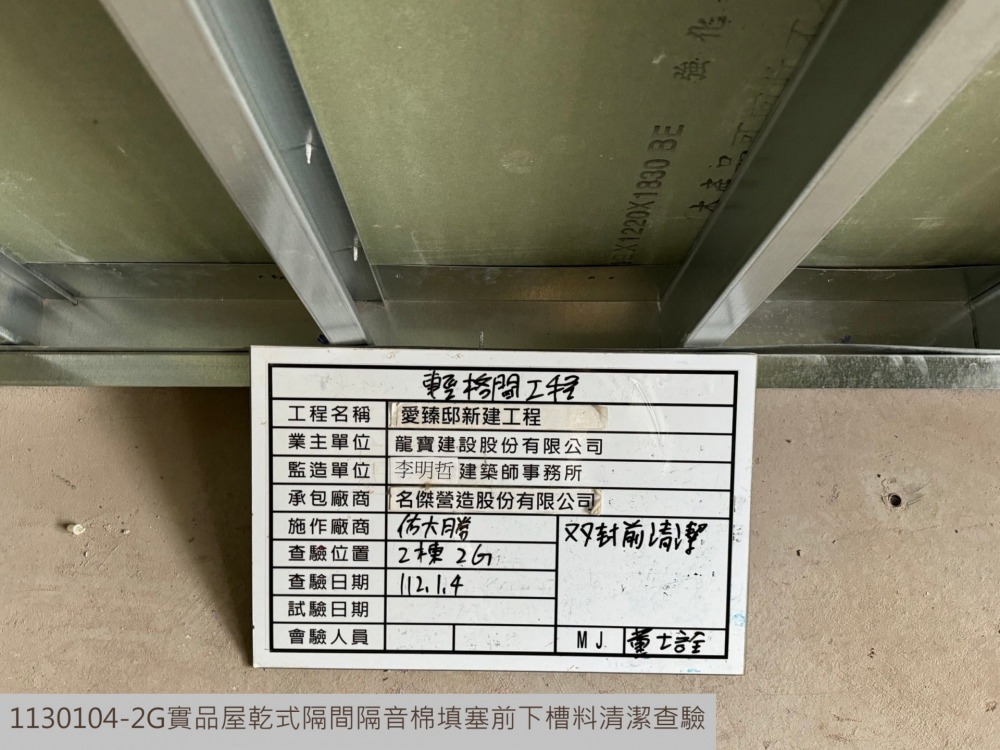 強化
EX1220X1830 BE
輕隔間工程
工程名稱 愛臻邸新建工程
業主單位 龍寶建設股份有限公司
監造單位 李明哲建築師事務所
承包廠商 名傑營造股份有限公司
施作廠商 佑大勝 双封前清潔
查驗位置 2棟 2G
查驗日期 112.1.4
試驗日期
會驗人員 MJ. 董士詮
1130104-2G實品屋乾式隔間隔音棉填塞前下槽料清潔查驗